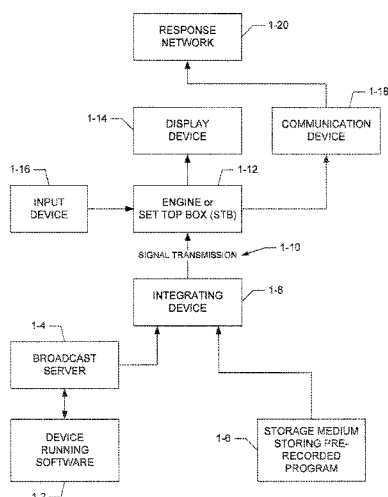 1-20
RESPONSE
NETWORK
1-18
1-14
DISPLAY
DEVICE
COMMUNICATION
DEVICE
1-16
1-12
INPUT
DEVICE
ENGINE or
SET TOP BOX (STB)
SIGNAL TRANSMISSION
1-10
1-8
INTEGRATING
DEVICE
1-4
BROADCAST
SERVER
DEVICE
RUNNING
SOFTWARE
1-6
STORAGE MEDIUM
STORING PRE-
RECORDED
PROGRAM
1-2